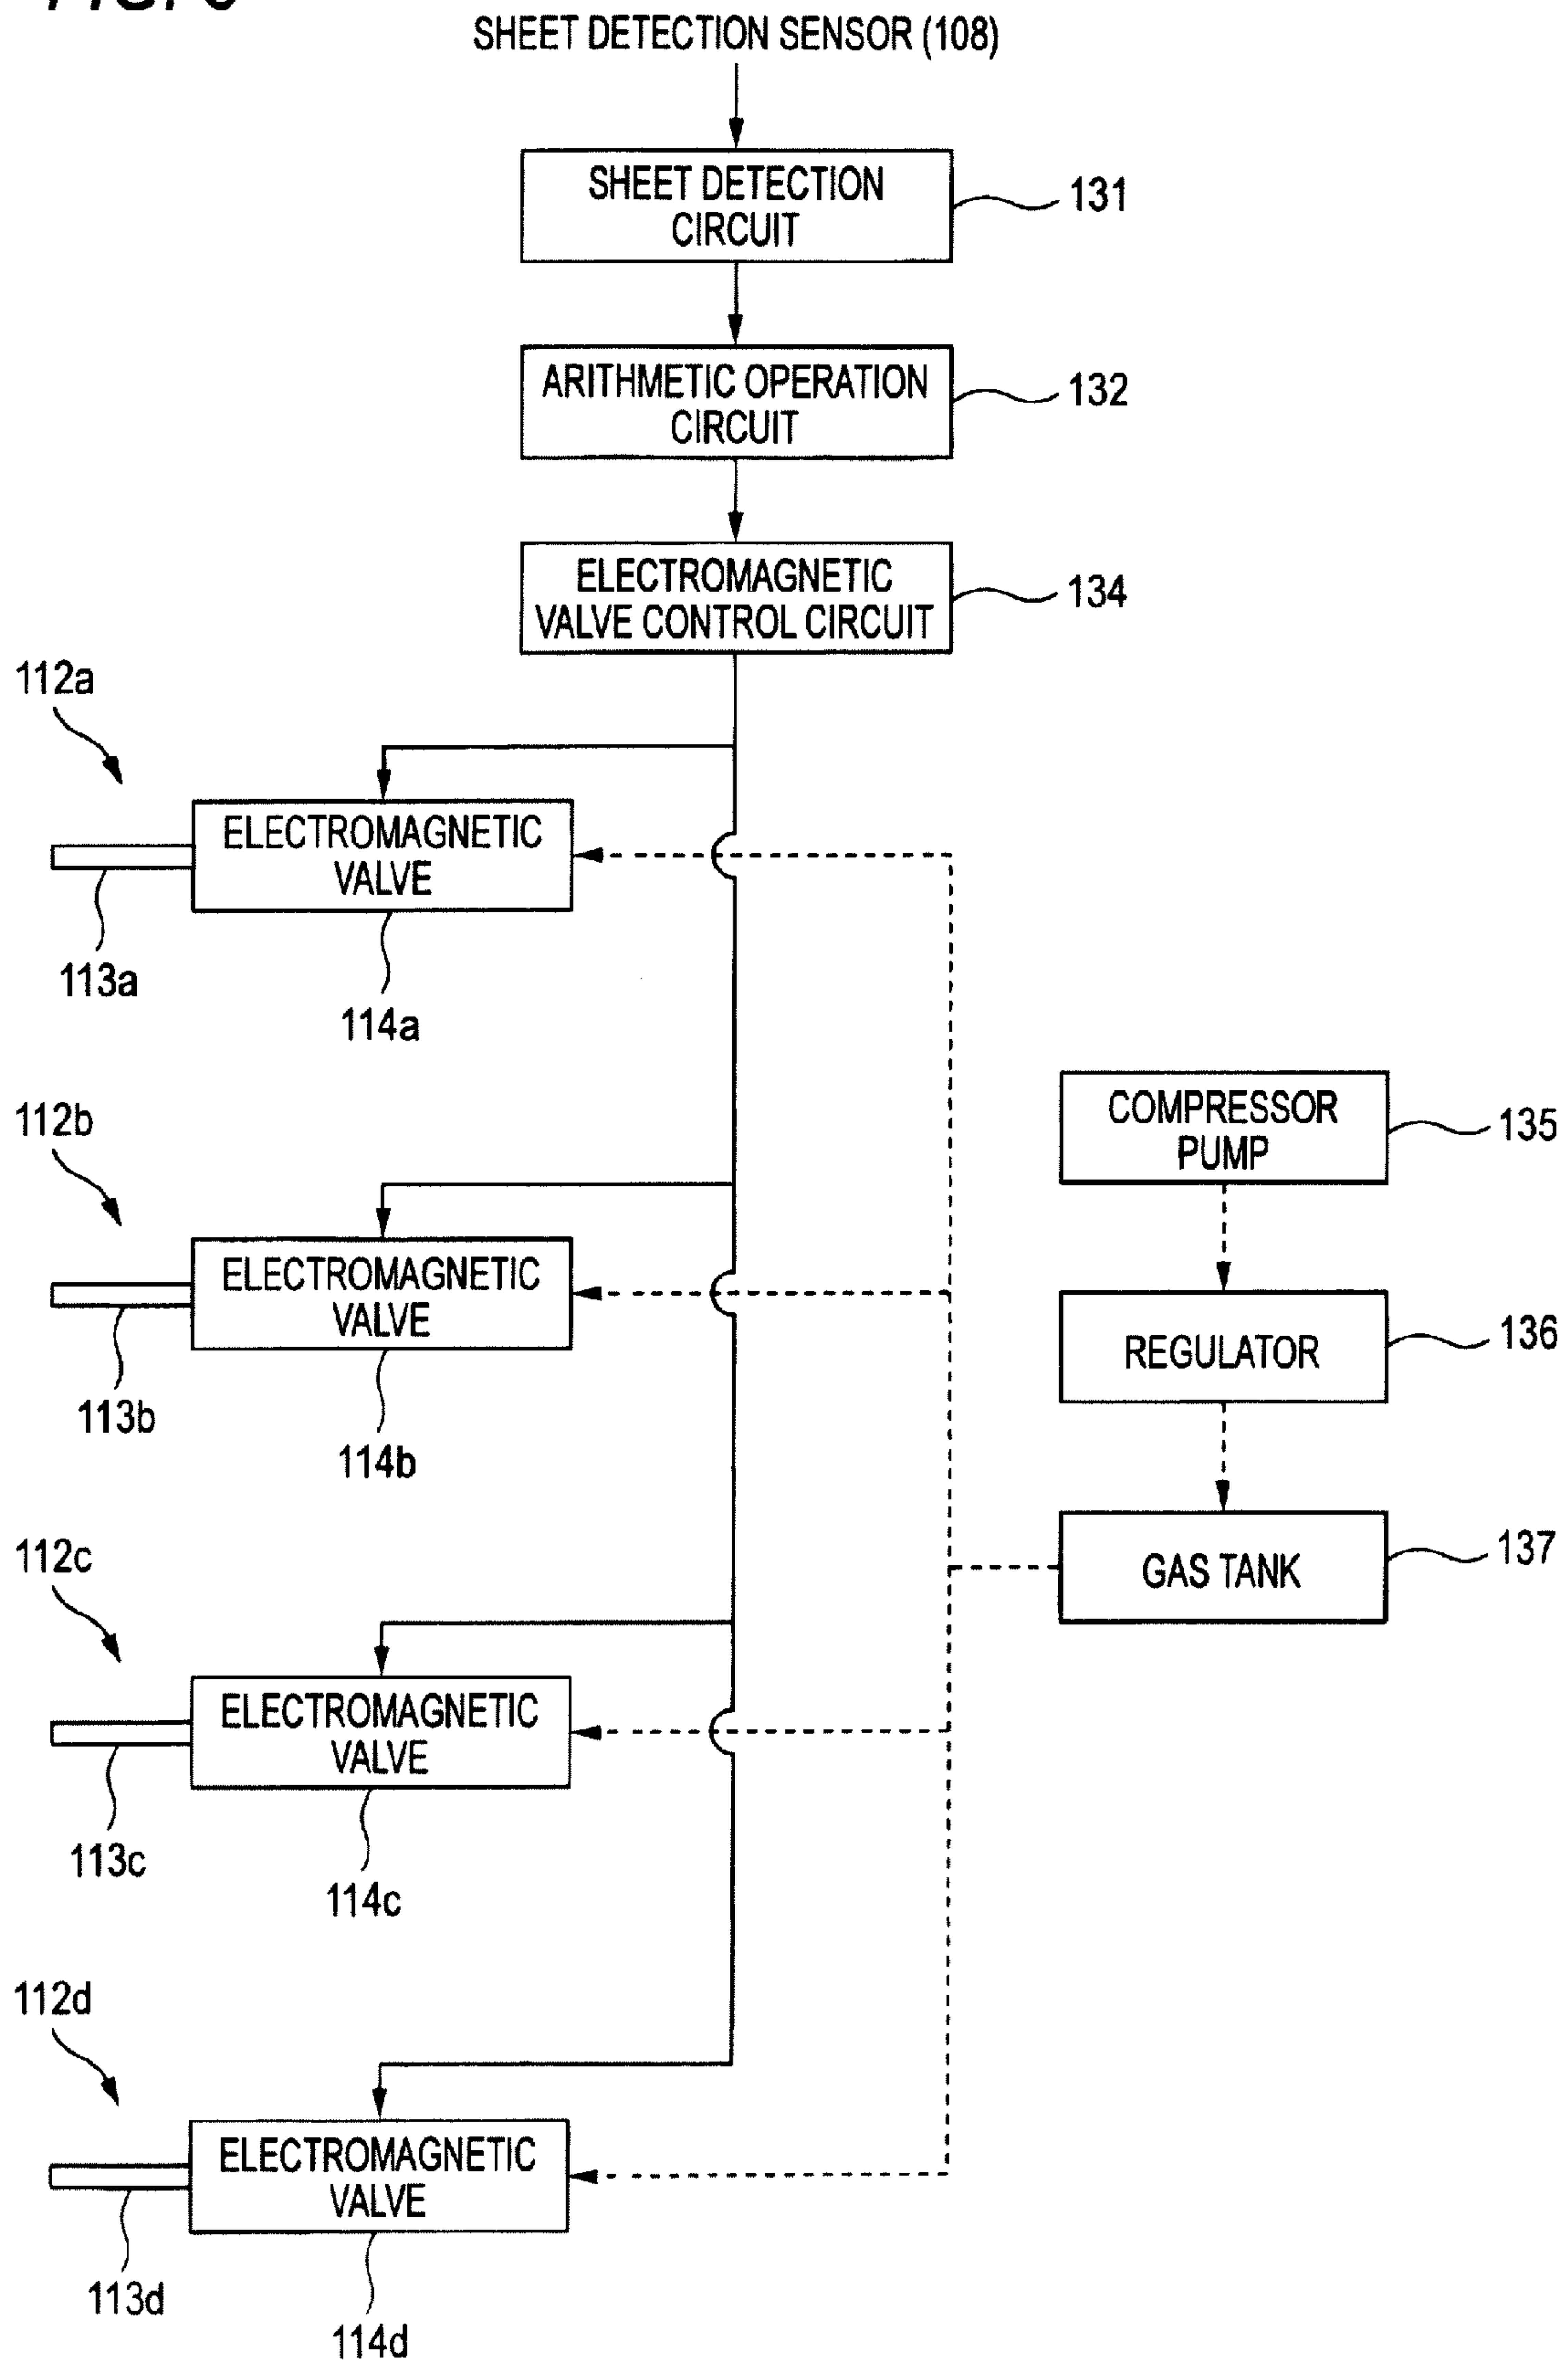 SHEET DETECTION SENSOR (108)
SHEET DETECTION
CIRCUIT
131
ARITHMETIC OPERATION
CIRCUIT
132
ELECTROMAGNETIC
VALVE CONTROL CIRCUIT
134
112a
ELECTROMAGNETIC
VALVE
113a
114a
COMPRESSOR
PUMP
135
112b
ELECTROMAGNETIC
VALVE
113b
114b
REGULATOR
136
GAS TANK
137
112c
ELECTROMAGNETIC
VALVE
113c
114c
112d
ELECTROMAGNETIC
VALVE
113d
114d